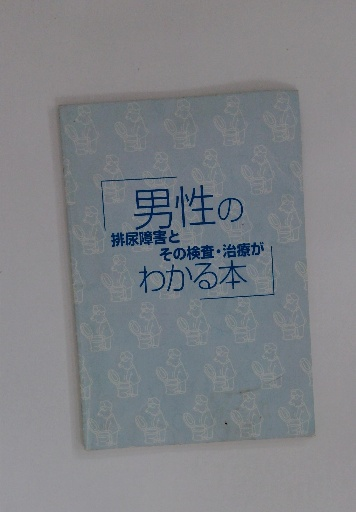 男性の
排尿障害と
その検査・治療が
わかる本